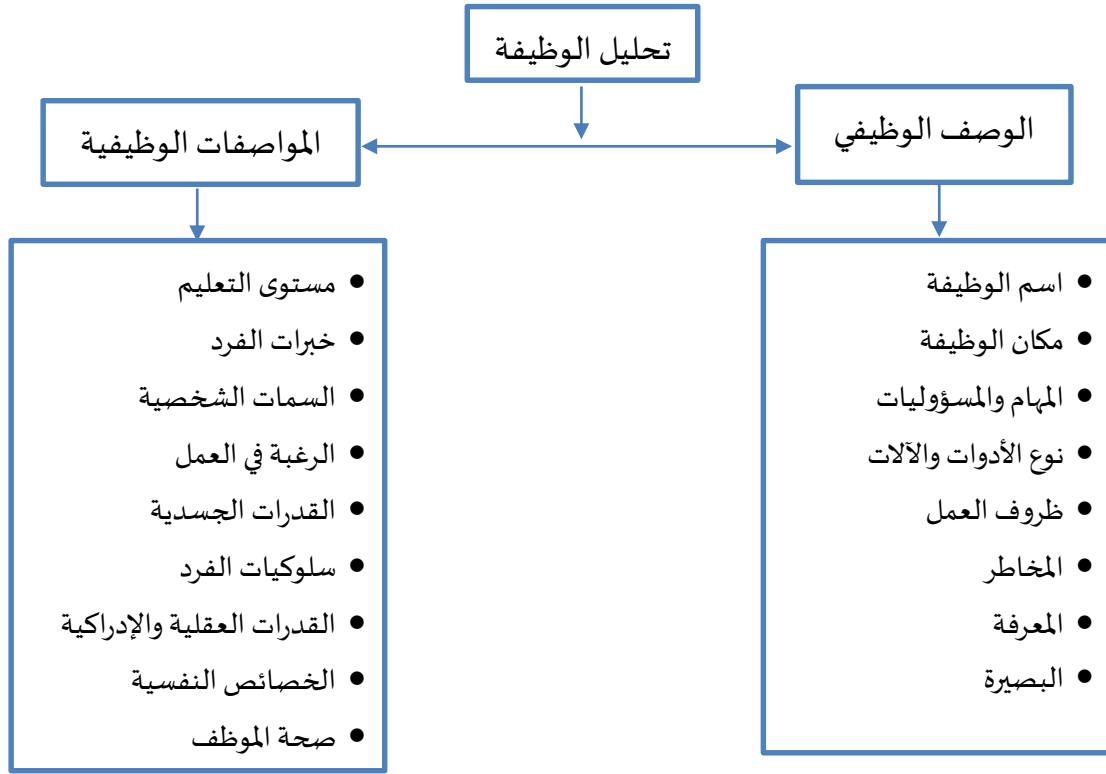 تحليل الوظيفة
الوصف الوظيفي
المواصفات الوظيفية
• اسم الوظيفة
• مكان الوظيفة
• المهام والمسؤوليات
• نوع الأدوات والآلات
• ظروف العمل
• المخاطر
• المعرفة
• البصيرة
• مستوى التعليم
• خبرات الفرد
• السمات الشخصية
• الرغبة في العمل
• القدرات الجسدية
• سلوكيات الفرد
• القدرات العقلية والإدراكية
• الخصائص النفسية
• صحة الموظف